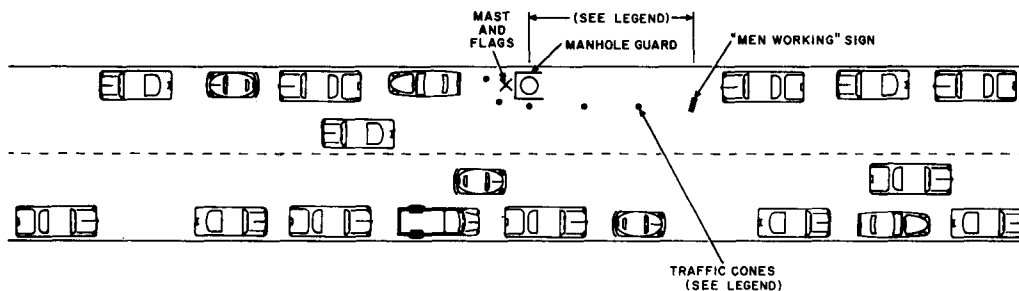 MAST
AND
FLAGS
(SEE LEGEND)
MANHOLE GUARD
"MEN WORKING" SIGN
TRAFFIC CONES
(SEE LEGEND)